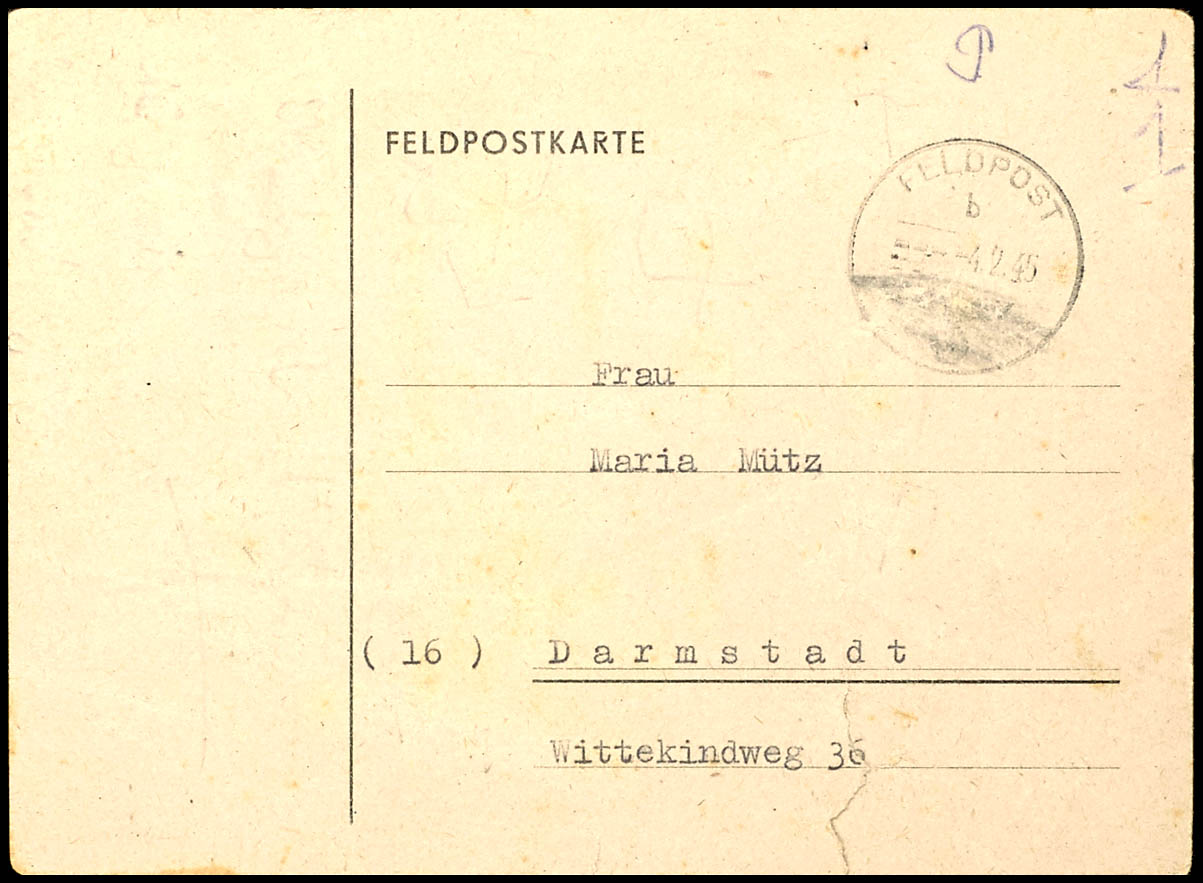 FELDPOSTKARTE
FELDPOST
b
-4.2.45
Frau
Maria Mütz
( 16 ) Darmstadt
Wittekindweg 36